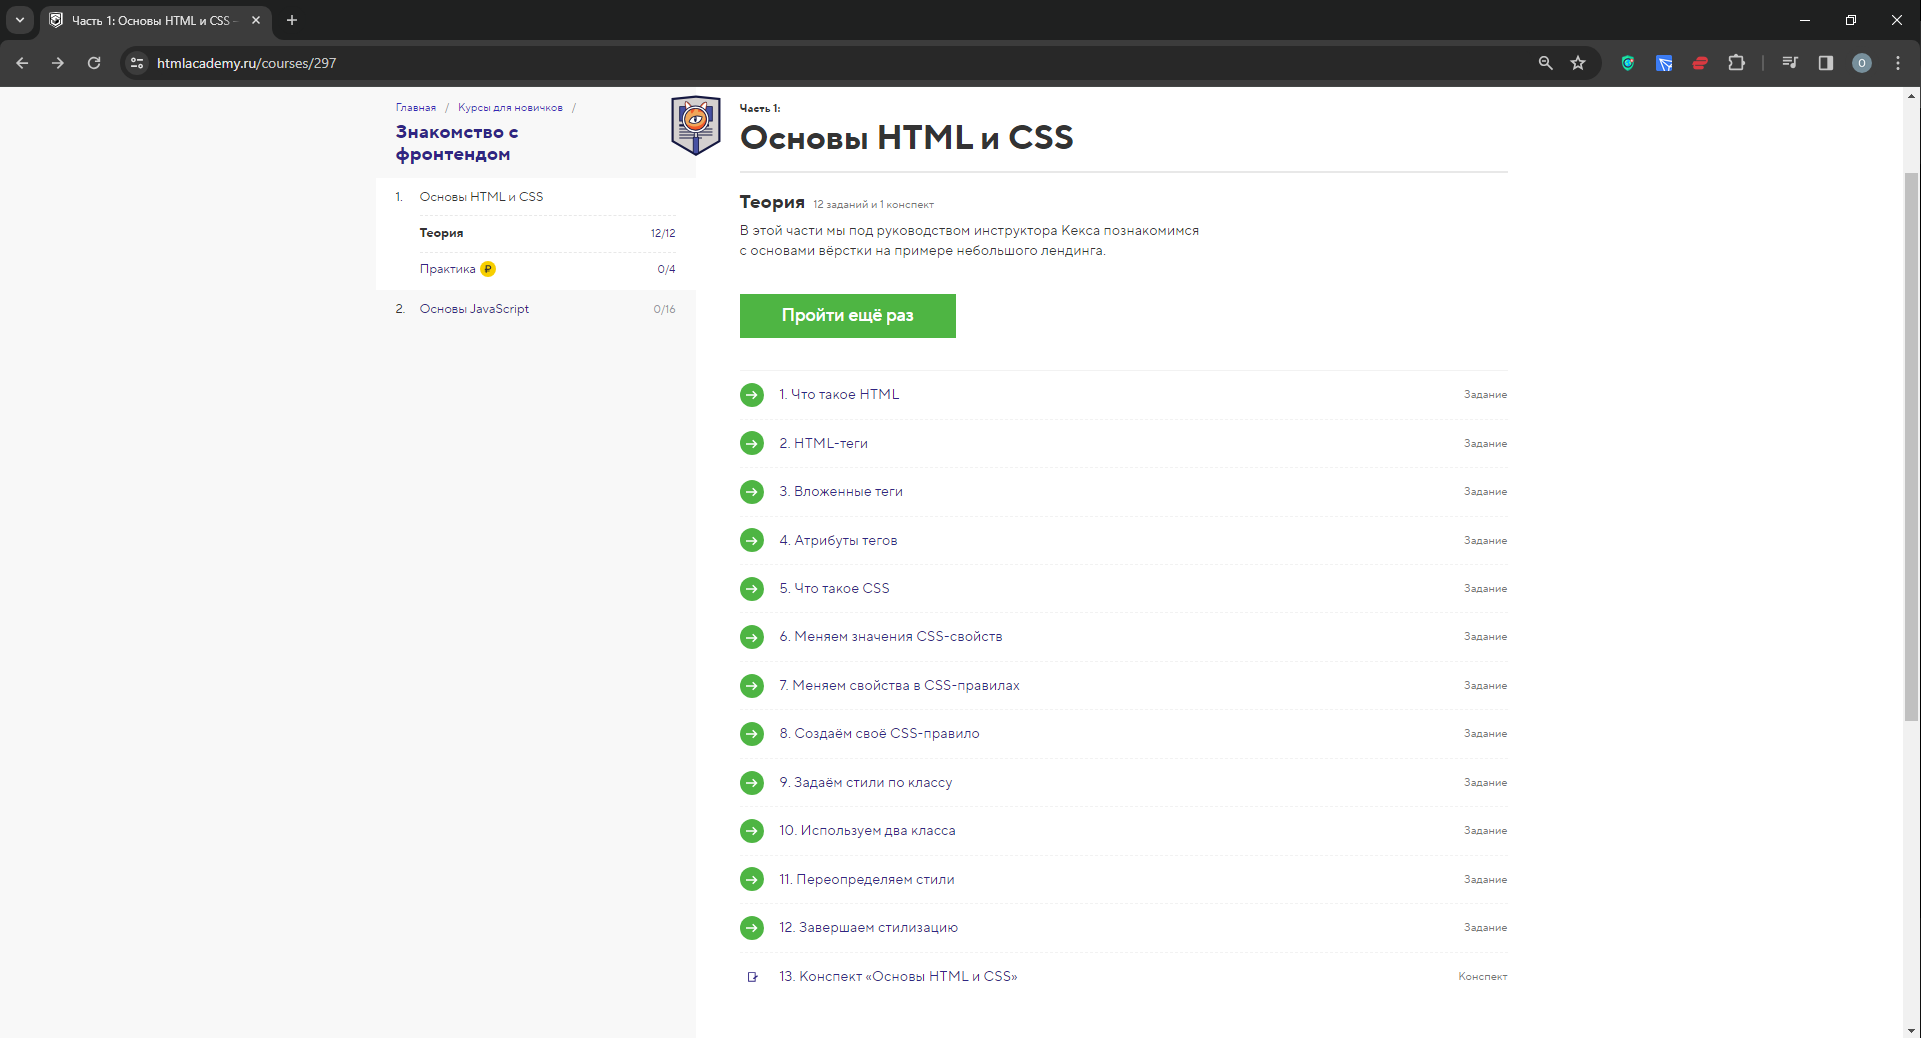 Часть 1: Основы HTML и CSS -
htmlacademy.ru/courses/297
O
Главная / Курсы для новичков /
Знакомство с
фронтендом
1. Основы HTML и CSS
Теория 12/12
Практика ₽ 0/4
2. Основы JavaScript 0/16
Часть 1:
Основы HTML и CSS
Теория 12 заданий и 1 конспект
В этой части мы под руководством инструктора Кекса познакомимся
с основами вёрстки на примере небольшого лендинга.
Пройти ещё раз
1. Что такое HTML Задание
2. HTML-теги Задание
3. Вложенные теги Задание
4. Атрибуты тегов Задание
5. Что такое CSS Задание
6. Меняем значения CSS-свойств Задание
7. Меняем свойства в CSS-правилах Задание
8. Создаём своё CSS-правило Задание
9. Задаём стили по классу Задание
10. Используем два класса Задание
11. Переопределяем стили Задание
12. Завершаем стилизацию Задание
13. Конспект «Основы HTML и CSS» Конспект